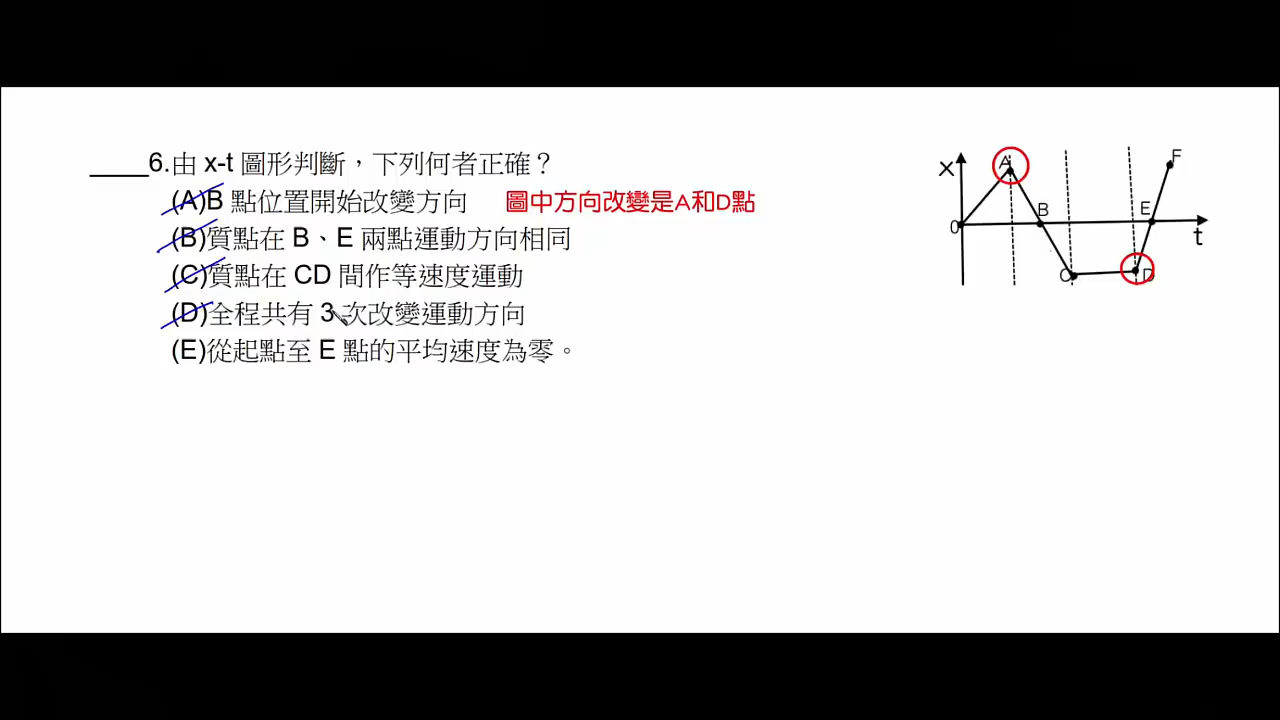 ____6.由 x-t 圖形判斷,下列何者正確?
(A)B 點位置開始改變方向 圖中方向改變是A和D點
(B)質點在 B、E 兩點運動方向相同
(C)質點在 CD 間作等速度運動
(D)全程共有 3 次改變運動方向
(E)從起點至 E 點的平均速度為零。
x
A
F
B
E
0
t
C
D